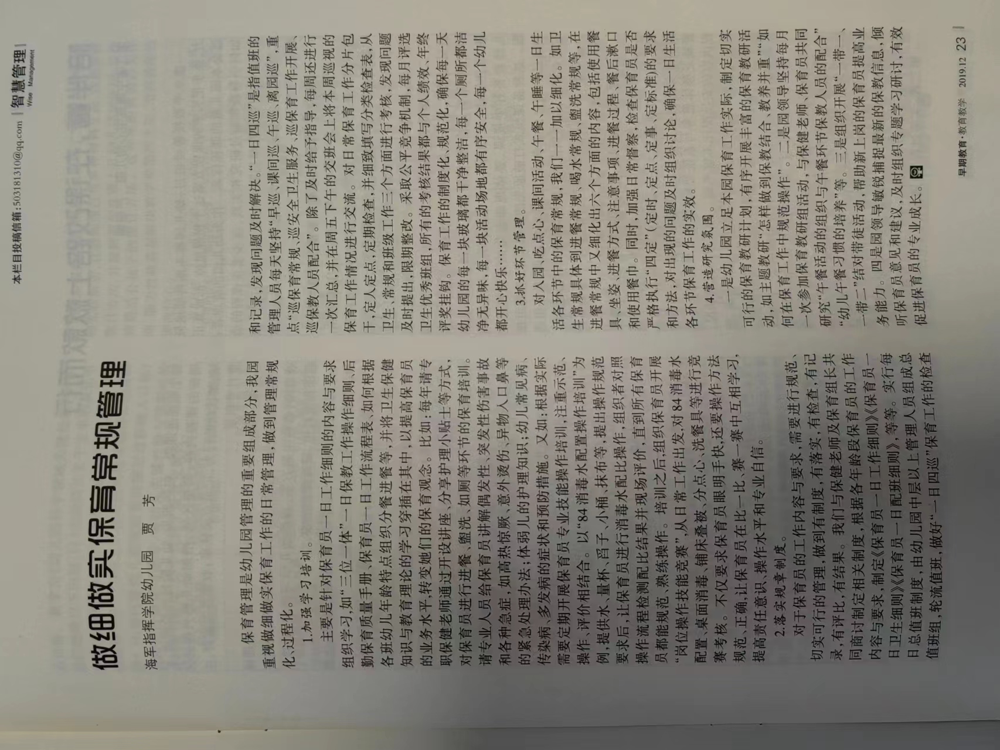 本栏目投稿信箱:503181310@qq.com
智慧管理
Wise Management
做细做实保育常规管理
海军指挥学院幼儿园 贾 芳
保育管理是幼儿园管理的重要组成部分,我园
重视做细做实保育工作的日常管理,做到管理常规
化、过程化。
1.加强学习培训。
主要是针对保育员一日工作细则的内容与要求
组织学习,如“三位一体”一日保教工作操作细则、后
勤保育质量手册、保育员一日工作流程表、如何根据
各班幼儿年龄特点组织分餐进餐等,并将卫生保健
知识与教育理论的学习穿插在其中,以提高保育员
的业务水平,转变她们的保育观念。比如:每年请专
职保健老师通过开设讲座、分享护理小贴士等方式,
对保育员进行进餐、盥洗、如厕等环节的保育培训。
请专业人员给保育员讲解偶发性、突发性伤害事故
和各种急症,如高热惊厥、意外烫伤、异物入口鼻等
的紧急处理办法;体弱儿的护理知识;幼儿常见病、
传染病、多发病的症状和预防措施。又如:根据实际
需要定期开展保育员专业技能操作培训,注重示范、
操作、评价相结合。以“84消毒水配置操作培训”为
例,提供水、量杯、舀子、小桶、抹布等,提出操作规范
要求后,让保育员进行消毒水配比操作,组织者对照
操作流程检测配比结果并现场评价,直到所有保育
员都能规范、熟练操作。培训之后,组织保育员开展
“岗位操作技能竞赛”,从日常工作出发,对84消毒水
配置、桌面消毒、铺床叠被、分点心、洗餐具等进行竞
赛考核。不仅要求保育员眼明手快,还要操作方法
规范、正确,让保育员在比一比、赛一赛中互相学习,
提高责任意识、操作水平和专业自信。
2.落实规章制度。
对于保育员的工作内容与要求,需要进行规范、
切实可行的管理,做到有制度,有落实,有检查,有记
录,有评比,有结果。我们与保健老师及保育组长共
同商讨制定相关制度,根据各年龄段保育员的工作
内容与要求,制定《保育员一日工作细则》《保育员一
日卫生细则》《保育员一日配班细则》,等等。实行每
日总值班制度,由幼儿园中层以上管理人员组成总
值班班组,轮流值班,做好“一日四巡”保育工作的检查
和记录,发现问题及时解决。“一日四巡”是指值班的
管理人员每天坚持“早巡、课间巡、午巡、离园巡”,重
点“巡保育常规、巡安全卫生服务、巡保育工作开展、
巡保教人员配合”。除了及时给予指导,每周还进行
一次汇总,并在周五下午的交班会上将本周巡视的
保育工作情况进行交流。对日常保育工作分片包
干,定人定点,定期检查,并细致填写分类检查表,从
卫生、常规和班级工作三个方面进行考核,发现问题
及时提出,限期整改。采取公平竞争机制,每月评选
卫生优秀班组,所有的考核结果都与个人绩效、年终
评奖挂钩。保育工作的制度化、规范化,确保每一天
幼儿园的每一块玻璃都干净整洁,每一个厕所都洁
净无异味,每一块活动场地都有序安全,每一个幼儿
都开心快乐……
3.抓好环节管理。
对入园、吃点心、课间活动、午餐、午睡等一日生
活各环节中的保育常规,我们一一加以细化。如卫
生常规具体到进餐常规、喝水常规、盥洗常规等,在
进餐常规中又细化出六个方面的内容,包括使用餐
具、坐姿、进餐方式、注意事项、进餐过程、餐后漱口
和使用餐巾。同时,加强日常督察,检查保育员是否
严格执行“四定”(定时、定点、定事、定标准)的要求
和方法,对出现的问题及时组织讨论,确保一日生活
各环节保育工作的实效。
4.营造研究氛围。
一是幼儿园立足本园保育工作实际,制定切实
可行的保育教研计划,有序开展丰富的保育教研活
动,如主题教研“怎样做到保教结合、教养并重”“如
何在保育工作中规范操作”。二是园领导坚持每月
一次参加保育教研组活动,与保健老师、保育员共同
研究“午餐活动的组织与午餐环节保教人员的配合”
“幼儿午餐习惯的培养”等。三是组织开展“一带一、
一带二”结对带徒活动,帮助新上岗的保育员提高业
务能力。四是园领导敏锐捕捉最新的保教信息,倾
听保育员意见和建议,及时组织专题学习研讨,有效
促进保育员的专业成长。
早期教育·教育教学 2019.12 23